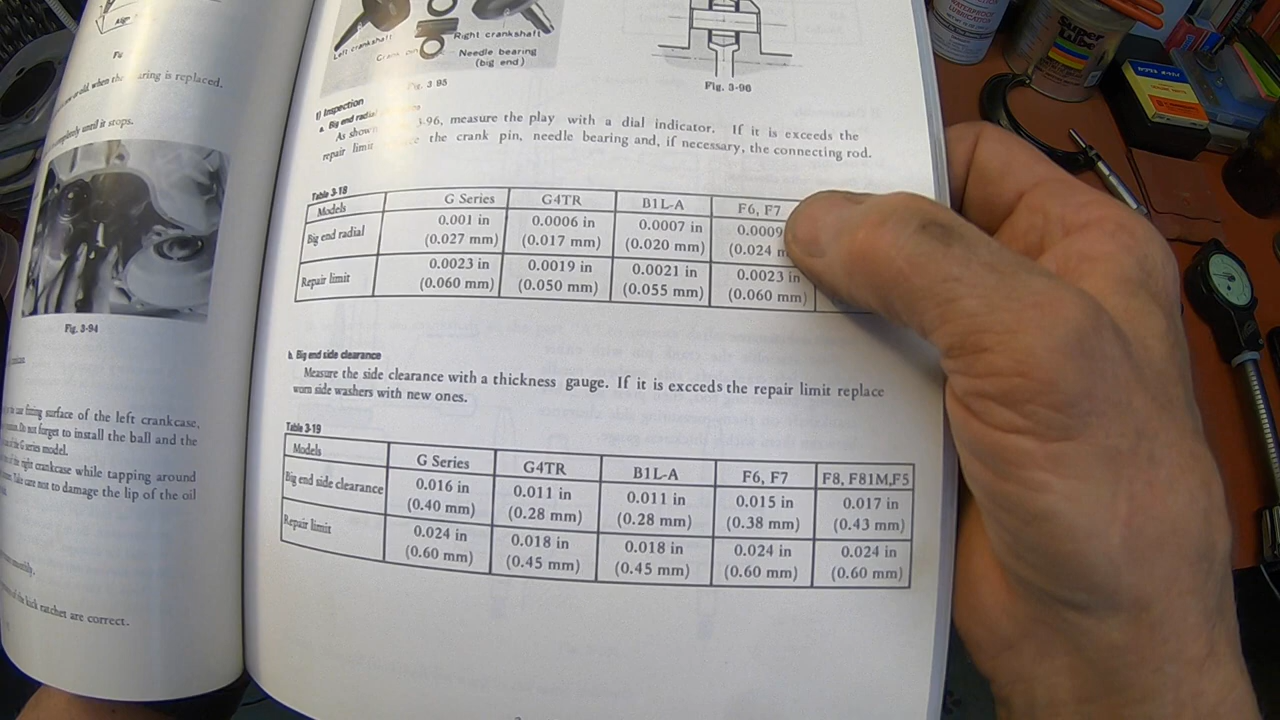 Align
Fu
ring is replaced.
until it stops.
Fig. 3-94
surface of the left crankcase.
Do not forget to install the ball and the
G series model.
right crankcase while tapping around
Take care not to damage the lip of the oil
kick ratchet are correct.
Left crankshaft
Right crankshaft
Needle bearing
(big end)
Fig. 3-95
Fig. 3-96
f) Inspection
a. Big end radial
As shown 3-96, measure the play with a dial indicator. If it is exceeds the
repair limit the crank pin, needle bearing and, if necessary, the connecting rod.
Table 3-18
Models G Series G4TR B1L-A F6, F7
Big end radial 0.001 in 0.0006 in 0.0007 in 0.0009
(0.027 mm) (0.017 mm) (0.020 mm) (0.024 m
Repair limit 0.0023 in 0.0019 in 0.0021 in 0.0023 in
(0.060 mm) (0.050 mm) (0.055 mm) (0.060 mm)
b. Big end side clearance
Measure the side clearance with a thickness gauge. If it is exceeds the repair limit replace
worn side washers with new ones.
Table 3-19
Models G Series G4TR B1L-A F6, F7 F8, F81M,F5
Big end side clearance 0.016 in 0.011 in 0.011 in 0.015 in 0.017 in
(0.40 mm) (0.28 mm) (0.28 mm) (0.38 mm) (0.43 mm)
Repair limit 0.024 in 0.018 in 0.018 in 0.024 in 0.024 in
(0.60 mm) (0.45 mm) (0.45 mm) (0.60 mm) (0.60 mm)
Super
Lube